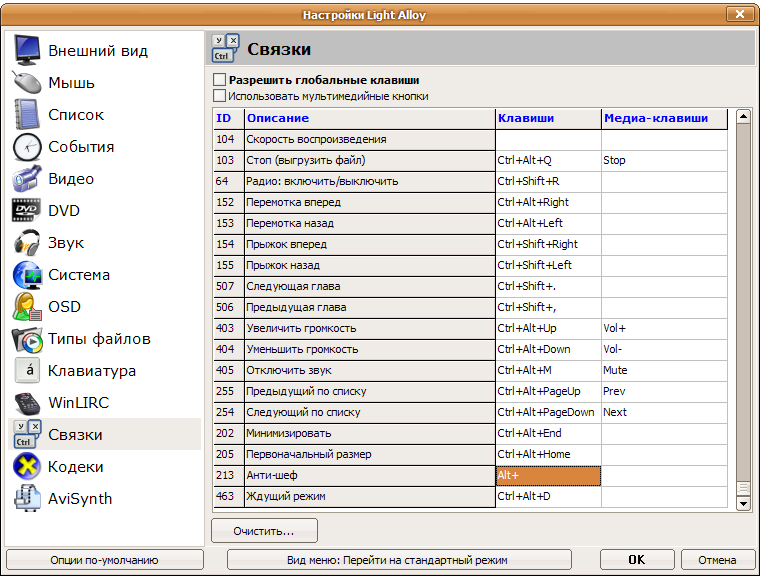 Настройки Light Alloy
Внешний вид
Мышь
Список
События
Видео
DVD
DVD
Звук
Система
OSD
Типы файлов
á
Клавиатура
WinLIRC
У X
Ctrl
Связки
Кодеки
AviSynth
У X
Ctrl
Связки
Разрешить глобальные клавиши
Использовать мультимедийные кнопки
ID Описание Клавиши Медиа-клавиши
104 Скорость воспроизведения
103 Стоп (выгрузить файл) Ctrl+Alt+Q Stop
64 Радио: включить/выключить Ctrl+Shift+R
152 Перемотка вперед Ctrl+Alt+Right
153 Перемотка назад Ctrl+Alt+Left
154 Прыжок вперед Ctrl+Shift+Right
155 Прыжок назад Ctrl+Shift+Left
507 Следующая глава Ctrl+Shift+.
506 Предыдущая глава Ctrl+Shift+,
403 Увеличить громкость Ctrl+Alt+Up Vol+
404 Уменьшить громкость Ctrl+Alt+Down Vol-
405 Отключить звук Ctrl+Alt+M Mute
255 Предыдущий по списку Ctrl+Alt+PageUp Prev
254 Следующий по списку Ctrl+Alt+PageDown Next
202 Минимизировать Ctrl+Alt+End
205 Первоначальный размер Ctrl+Alt+Home
213 Анти-шеф Alt+
463 Ждущий режим Ctrl+Alt+D
Очистить...
Опции по-умолчанию Вид меню: Перейти на стандартный режим OK Отмена